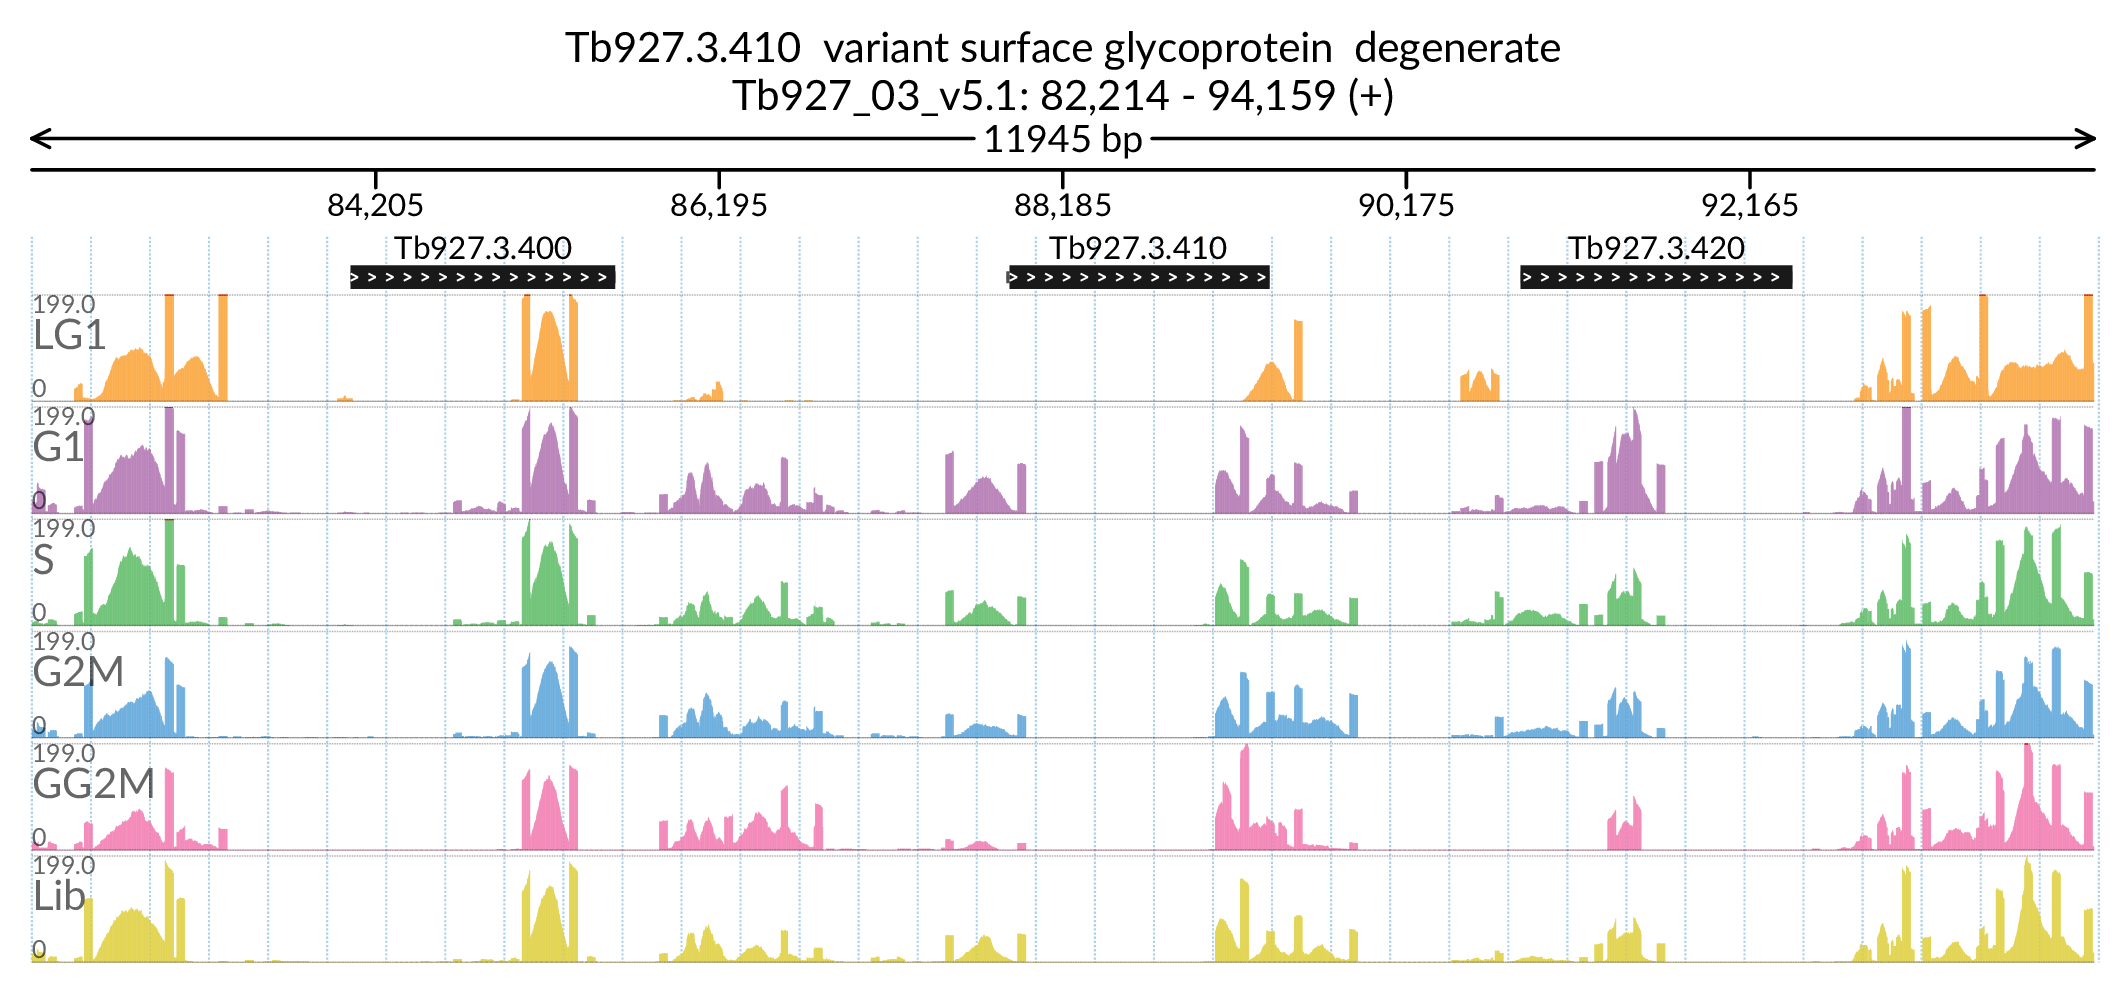 Tb927.3.410 variant surface glycoprotein degenerate
Tb927_03_v5.1: 82,214 - 94,159 (+)
11945 bp
84,205 86,195 88,185 90,175 92,165
Tb927.3.400 Tb927.3.410 Tb927.3.420
199.0
LG1
0
199.0
G1
0
199.0
S
0
199.0
G2M
0
199.0
GG2M
0
199.0
Lib
0